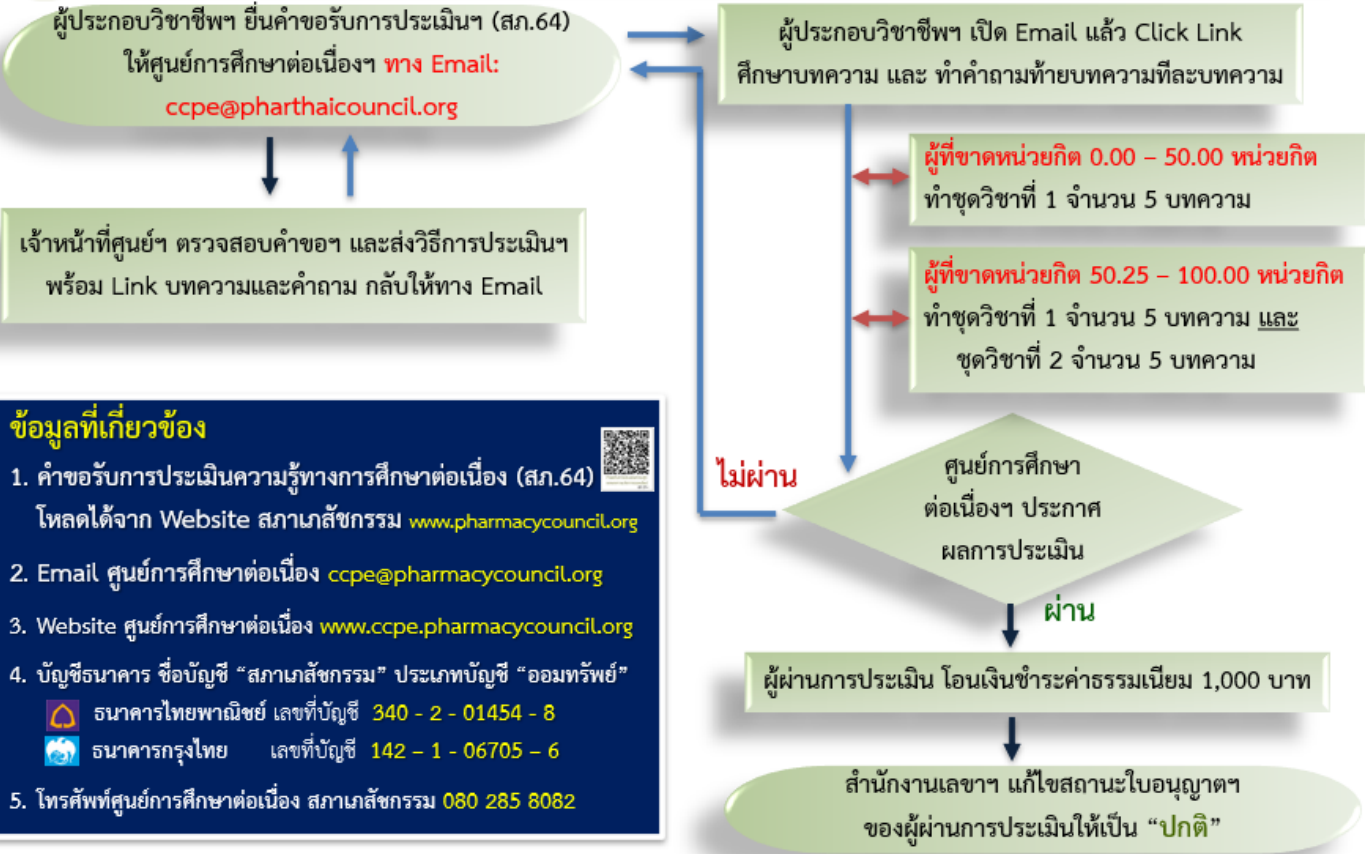 ผู้ประกอบวิชาชีพฯ ยื่นคำขอรับการประเมินฯ (สภ.64)
ให้ศูนย์การศึกษาต่อเนื่องฯ ทาง Email:
ccpe@pharthaicouncil.org
ผู้ประกอบวิชาชีพฯ เปิด Email แล้ว Click Link
ศึกษาบทความ และ ทำคำถามท้ายบทความทีละบทความ
ผู้ที่ขาดหน่วยกิต 0.00 – 50.00 หน่วยกิต
ทำชุดวิชาที่ 1 จำนวน 5 บทความ
เจ้าหน้าที่ศูนย์ฯ ตรวจสอบคำขอฯ และส่งวิธีการประเมินฯ
พร้อม Link บทความและคำถาม กลับให้ทาง Email
ผู้ที่ขาดหน่วยกิต 50.25 – 100.00 หน่วยกิต
ทำชุดวิชาที่ 1 จำนวน 5 บทความ และ
ชุดวิชาที่ 2 จำนวน 5 บทความ
ไม่ผ่าน
ศูนย์การศึกษา
ต่อเนื่องฯ ประกาศ
ผลการประเมิน
ผ่าน
ผู้ผ่านการประเมิน โอนเงินชำระค่าธรรมเนียม 1,000 บาท
สำนักงานเลขาฯ แก้ไขสถานะใบอนุญาตฯ
ของผู้ผ่านการประเมินให้เป็น “ปกติ”
ข้อมูลที่เกี่ยวข้อง
1. คำขอรับการประเมินความรู้ทางการศึกษาต่อเนื่อง (สภ.64)
โหลดได้จาก Website สภาเภสัชกรรม www.pharmacycouncil.org
2. Email ศูนย์การศึกษาต่อเนื่อง ccpe@pharmacycouncil.org
3. Website ศูนย์การศึกษาต่อเนื่อง www.ccpe.pharmacycouncil.org
4. บัญชีธนาคาร ชื่อบัญชี “สภาเภสัชกรรม” ประเภทบัญชี “ออมทรัพย์”
ธนาคารไทยพาณิชย์ เลขที่บัญชี 340 - 2 - 01454 - 8
ธนาคารกรุงไทย เลขที่บัญชี 142 – 1 - 06705 – 6
5. โทรศัพท์ศูนย์การศึกษาต่อเนื่อง สภาเภสัชกรรม 080 285 8082